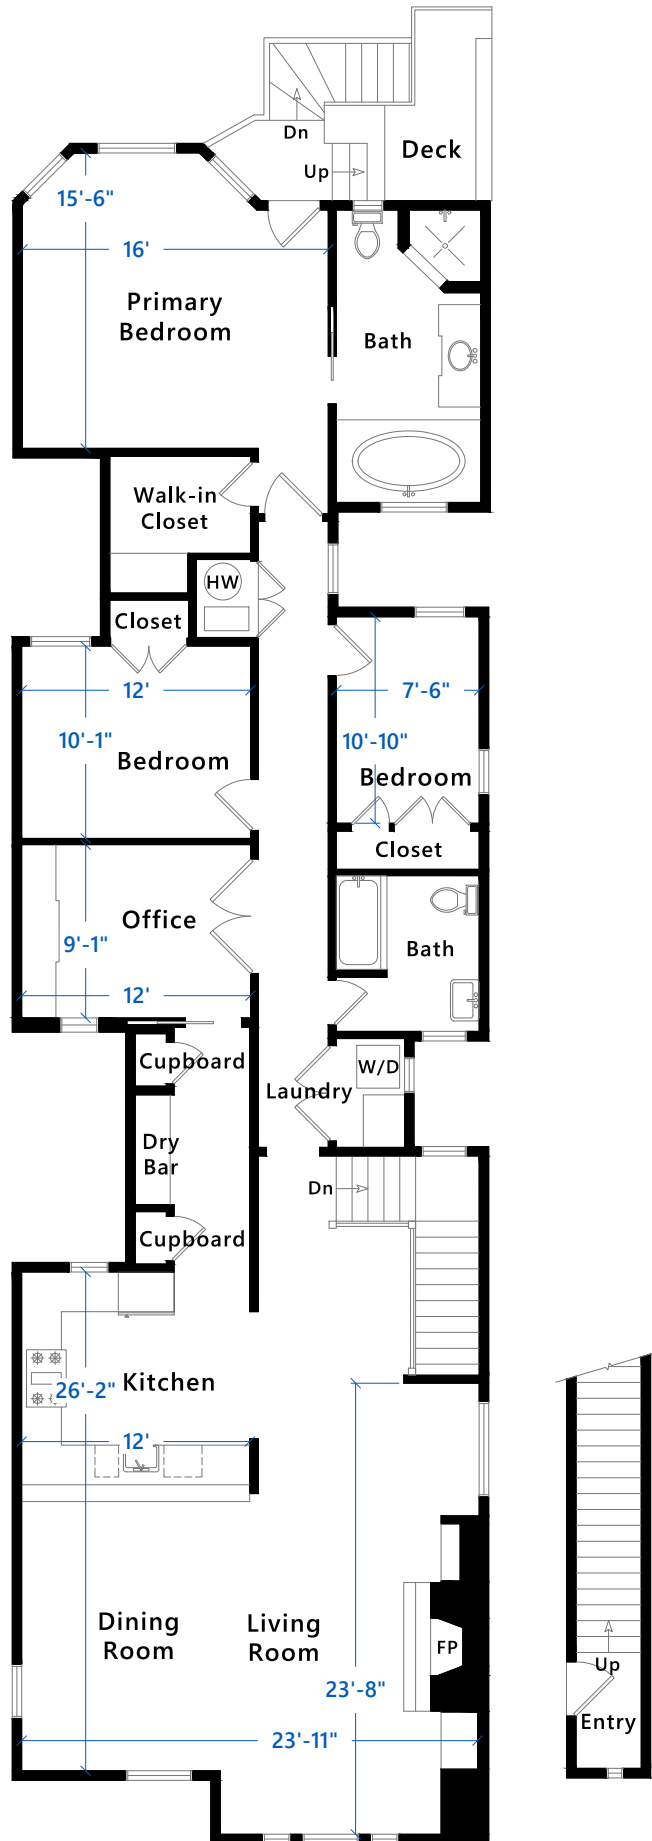 Dn
Deck
Up
15'-6"
16'
Primary
Bedroom
Bath
Walk-in
Closet
HW
Closet
12'
7'-6"
10'-1"
10'-10"
Bedroom
Bedroom
Closet
Office
9'-1"
Bath
12'
Cupboard
W/D
Laundry
Dry
Bar
Dn
Cupboard
Kitchen
26'-2"
12'
Dining
Room
Living
Room
FP
23'-8"
23'-11"
Up
Entry